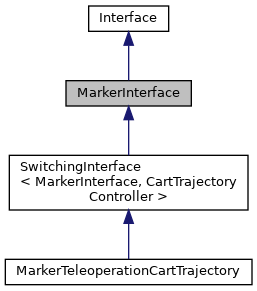 Interface
MarkerInterface
SwitchingInterface
< MarkerInterface, CartTrajectory
Controller >
MarkerTeleoperationCartTrajectory